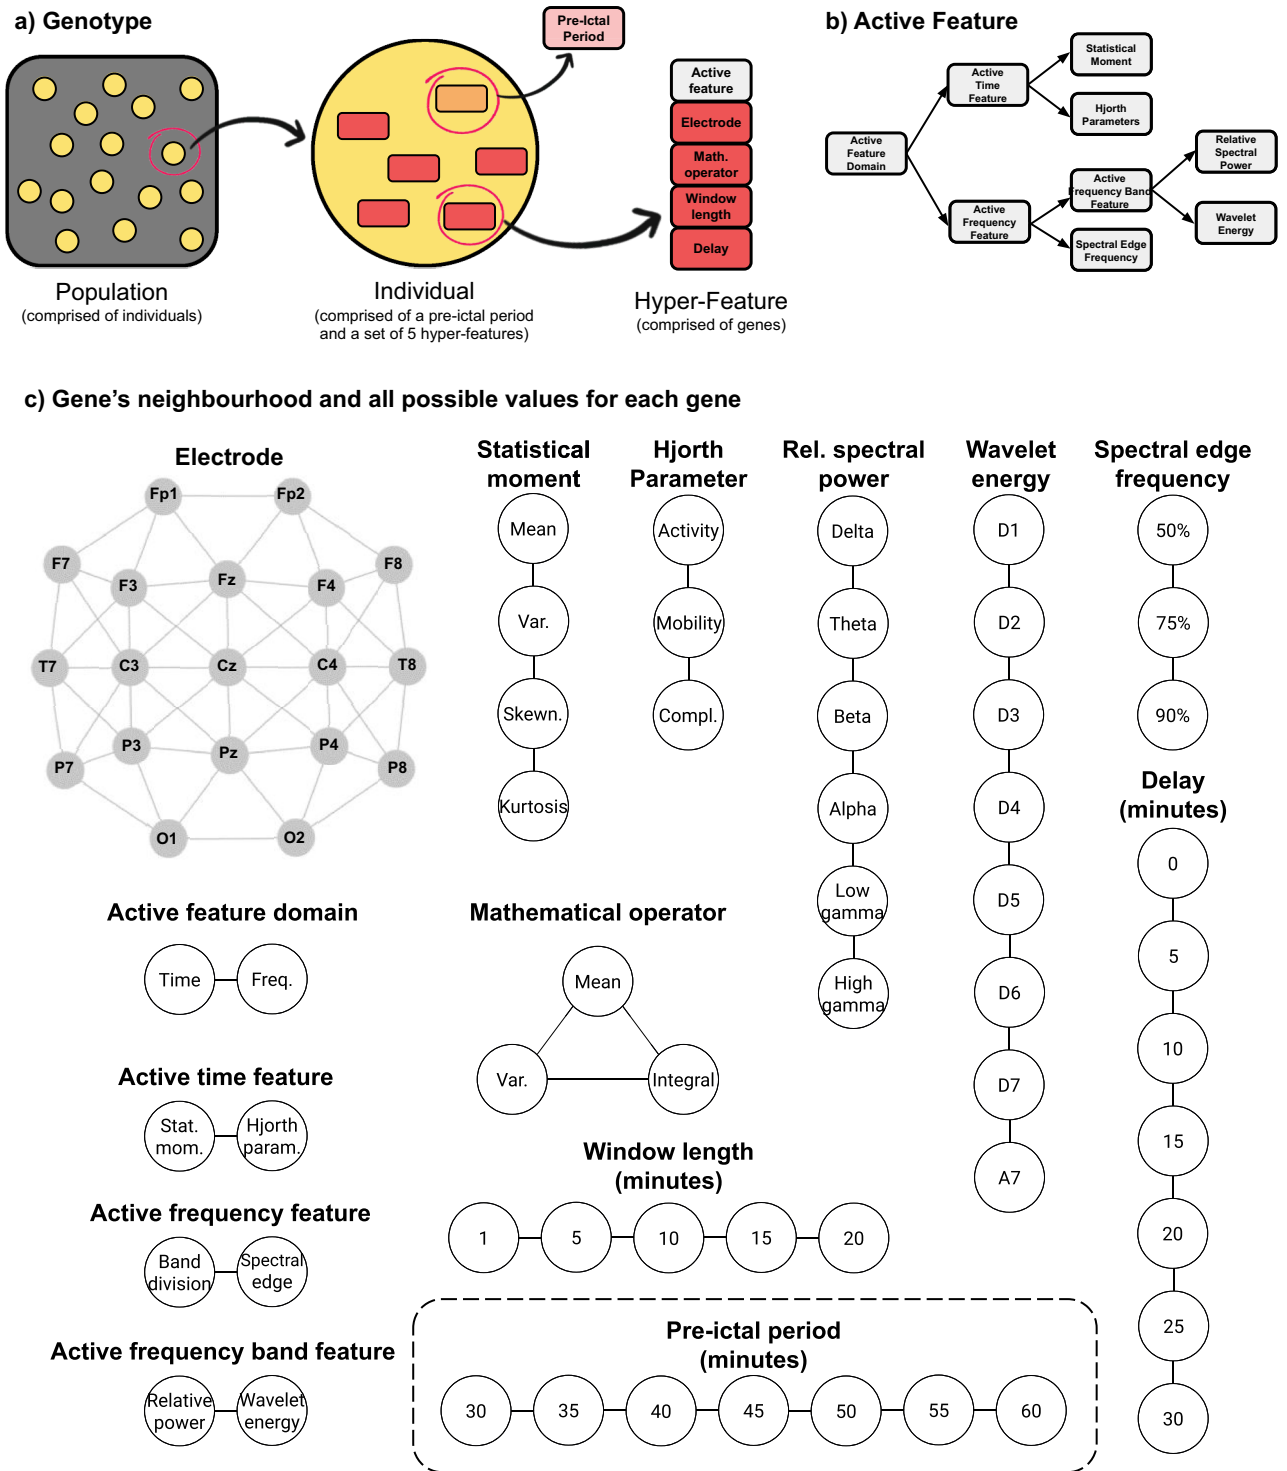 a) Genotype
Pre-Ictal
Period
Active
feature
Electrode
Math.
operator
Window
length
Delay
Population
(comprised of individuals)
Individual
(comprised of a pre-ictal period
and a set of 5 hyper-features)
Hyper-Feature
(comprised of genes)
b) Active Feature
Active
Feature
Domain
Active
Time
Feature
Statistical
Moment
Hjorth
Parameters
Active
Frequency
Feature
Active
Frequency Band
Feature
Spectral Edge
Frequency
Relative
Spectral
Power
Wavelet
Energy
c) Gene's neighbourhood and all possible values for each gene
Electrode
Fp1
Fp2
F7
F3
Fz
F4
F8
T7
C3
Cz
C4
T8
P7
P3
Pz
P4
P8
O1
O2
Statistical
moment
Mean
Var.
Skewn.
Kurtosis
Hjorth
Parameter
Activity
Mobility
Compl.
Rel. spectral
power
Delta
Theta
Beta
Alpha
Low
gamma
High
gamma
Wavelet
energy
D1
D2
D3
D4
D5
D6
D7
A7
Spectral edge
frequency
50%
75%
90%
Delay
(minutes)
0
5
10
15
20
25
30
Active feature domain
Time
Freq.
Active time feature
Stat.
mom.
Hjorth
param.
Active frequency feature
Band
division
Spectral
edge
Active frequency band feature
Relative
power
Wavelet
energy
Mathematical operator
Mean
Var.
Integral
Window length
(minutes)
1
5
10
15
20
Pre-ictal period
(minutes)
30
35
40
45
50
55
60